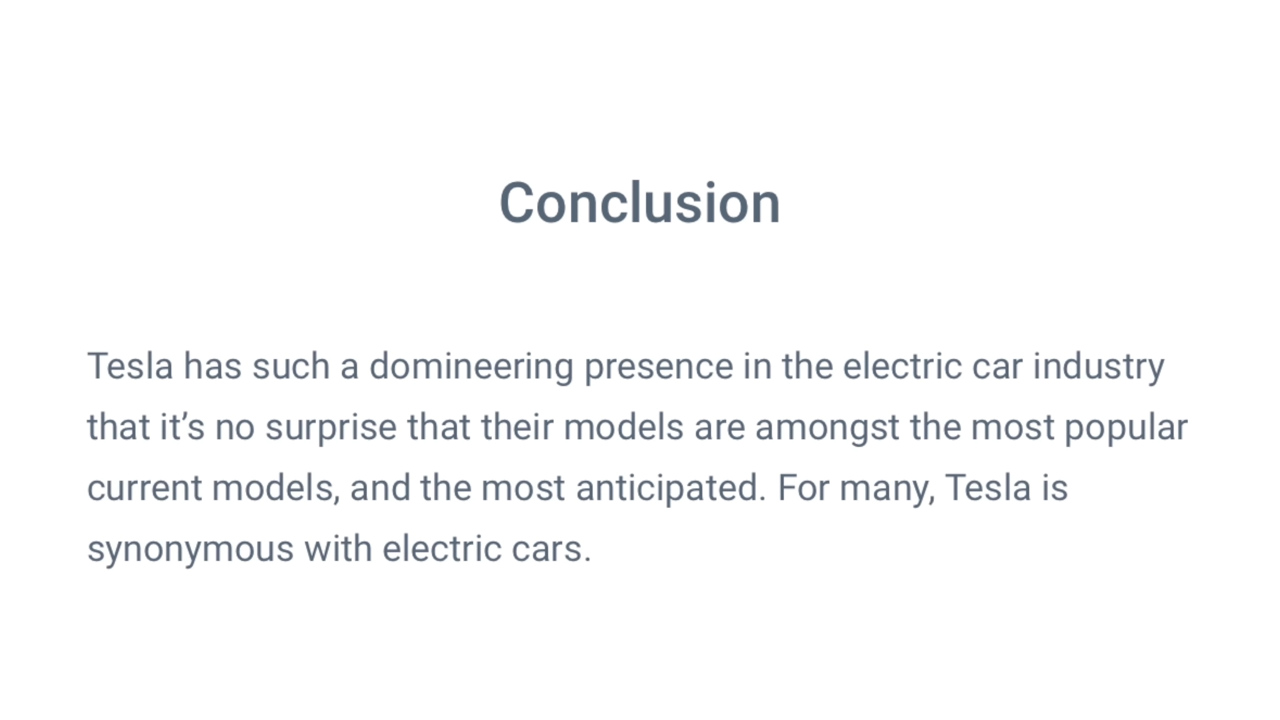 Conclusion
Tesla has such a domineering presence in the electric car industry
that it’s no surprise that their models are amongst the most popular
current models, and the most anticipated. For many, Tesla is
synonymous with electric cars.